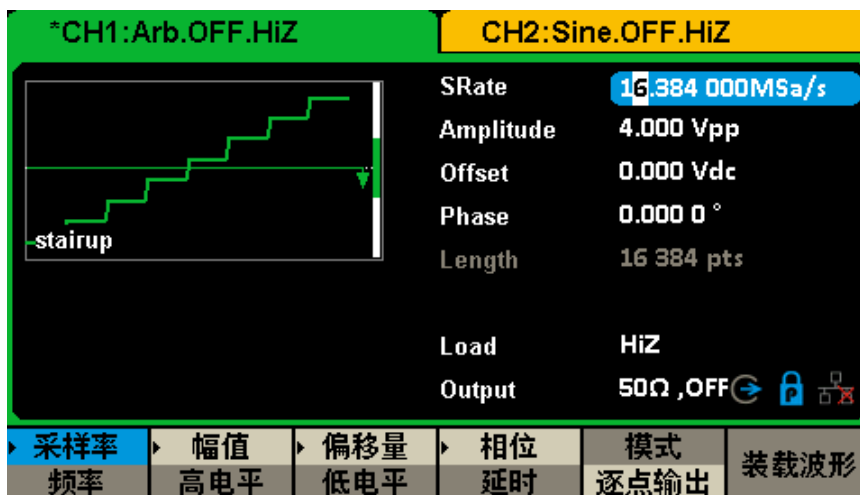 *CH1:Arb.OFF.HiZ
CH2:Sine.OFF.HiZ
SRate 16.384 000MSa/s
Amplitude 4.000 Vpp
Offset 0.000 Vdc
Phase 0.000 0 °
stairup
Length 16 384 pts
Load HiZ
Output 50Ω ,OFF
P
采样率 幅值 偏移量 相位 模式 装载波形
频率 高电平 低电平 延时 逐点输出